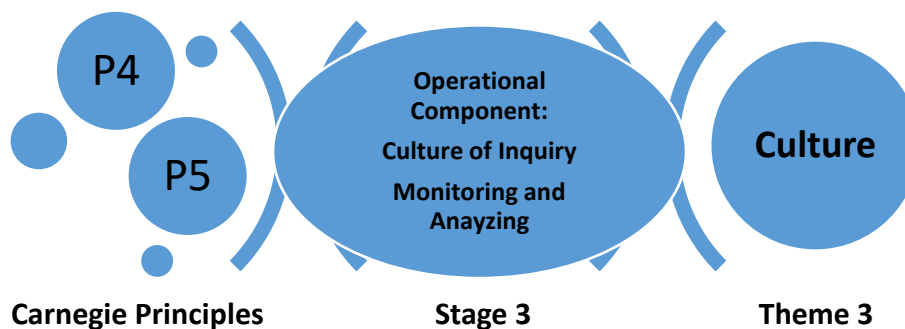 P4
P5
Operational
Component:
Culture of Inquiry
Monitoring and
Anayzing
Culture
Carnegie Principles
Stage 3
Theme 3